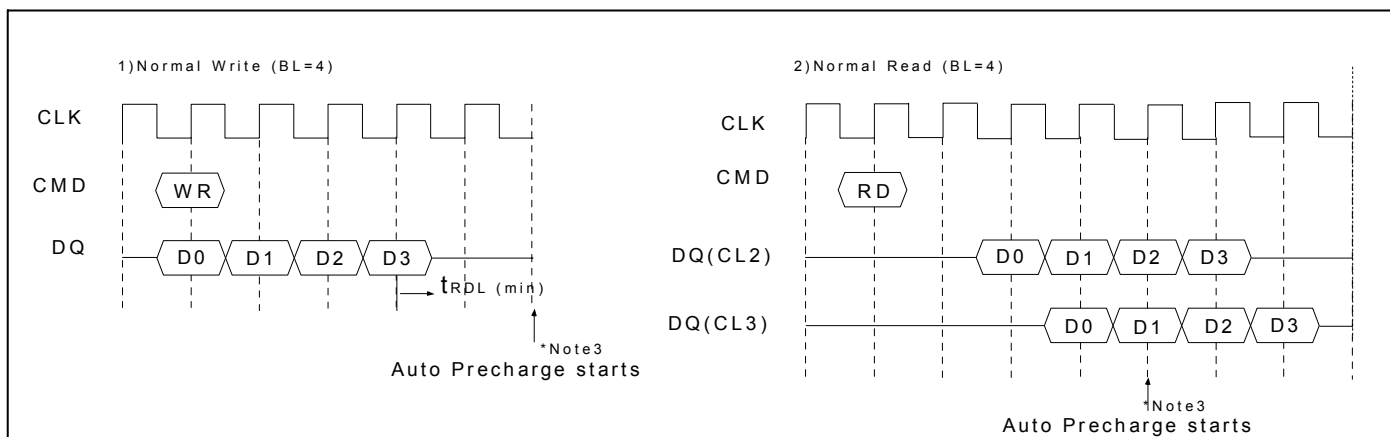 1)Normal Write (BL=4)
CLK
CMD
WR
DQ
D0 D1 D2 D3
tRDL (min)
*Note3
Auto Precharge starts
2)Normal Read (BL=4)
CLK
CMD
RD
DQ(CL2)
D0 D1 D2 D3
DQ(CL3)
D0 D1 D2 D3
*Note3
Auto Precharge starts